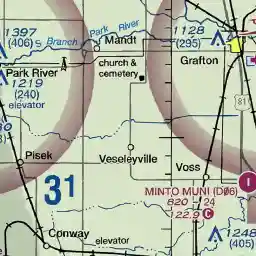 1397
(406)
S Branch
Park River
Mandt
1128
(295)
Grafton
Park River
1219
(240)
elevator
church &
cemetery
81
Pisek
Veseleyville
Voss
31
MINTO MUNI (D06)
820 - 24
122.9 C
Conway
elevator
1248
(405)